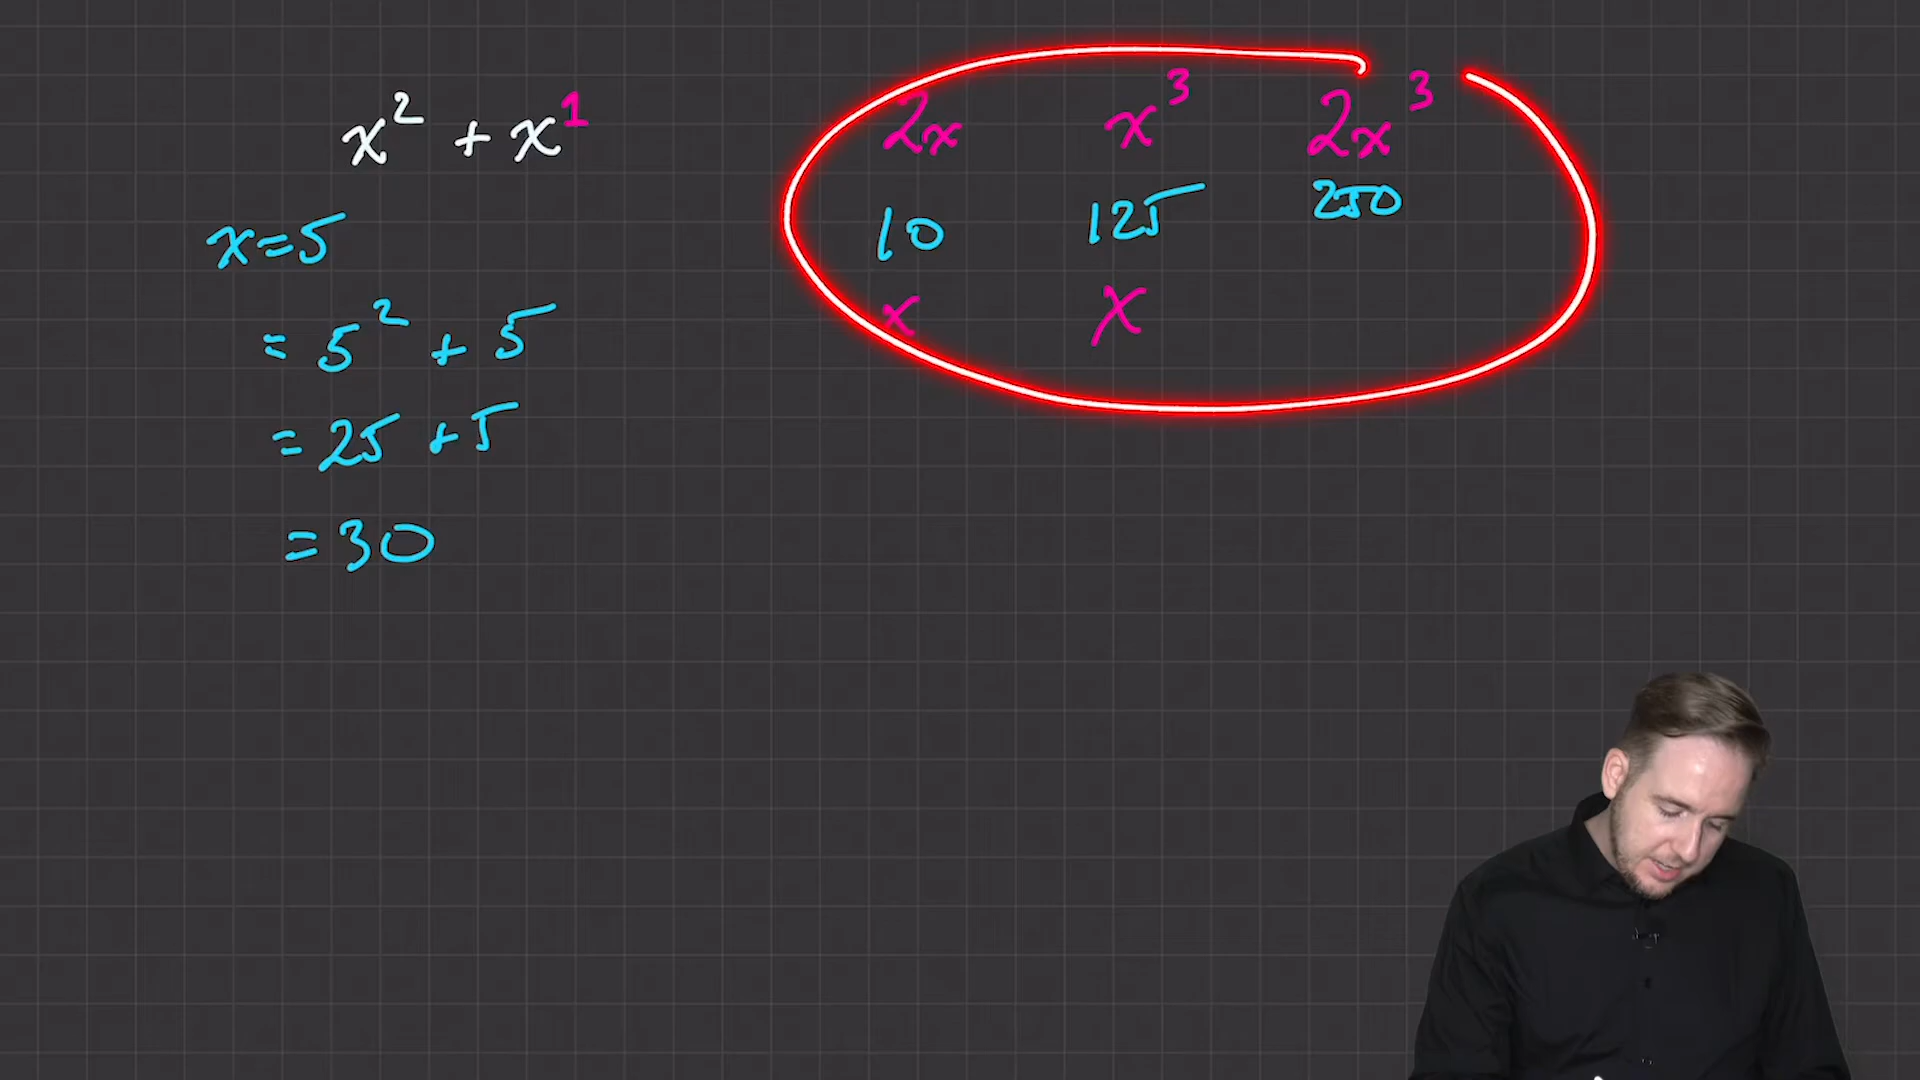 x² + x¹
x=5
= 5² + 5
= 25 + 5
= 30
2x x³ 2x³
10 125 250
x x